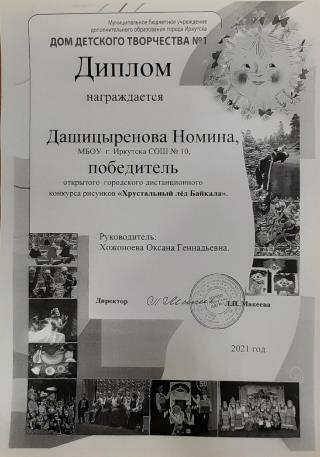 Муниципальное бюджетное учреждение
дополнительного образования города Иркутска
ДОМ ДЕТСКОГО ТВОРЧЕСТВА №1
Диплом
награждается
Дашицыренова Номина,
МБОУ г. Иркутска СОШ № 10,
победитель
открытого городского дистанционного
конкурса рисунков «Хрустальный лёд Байкала».
Руководитель:
Хожоноева Оксана Геннадьевна.
Директор
Л.П. Макеева
2021 год